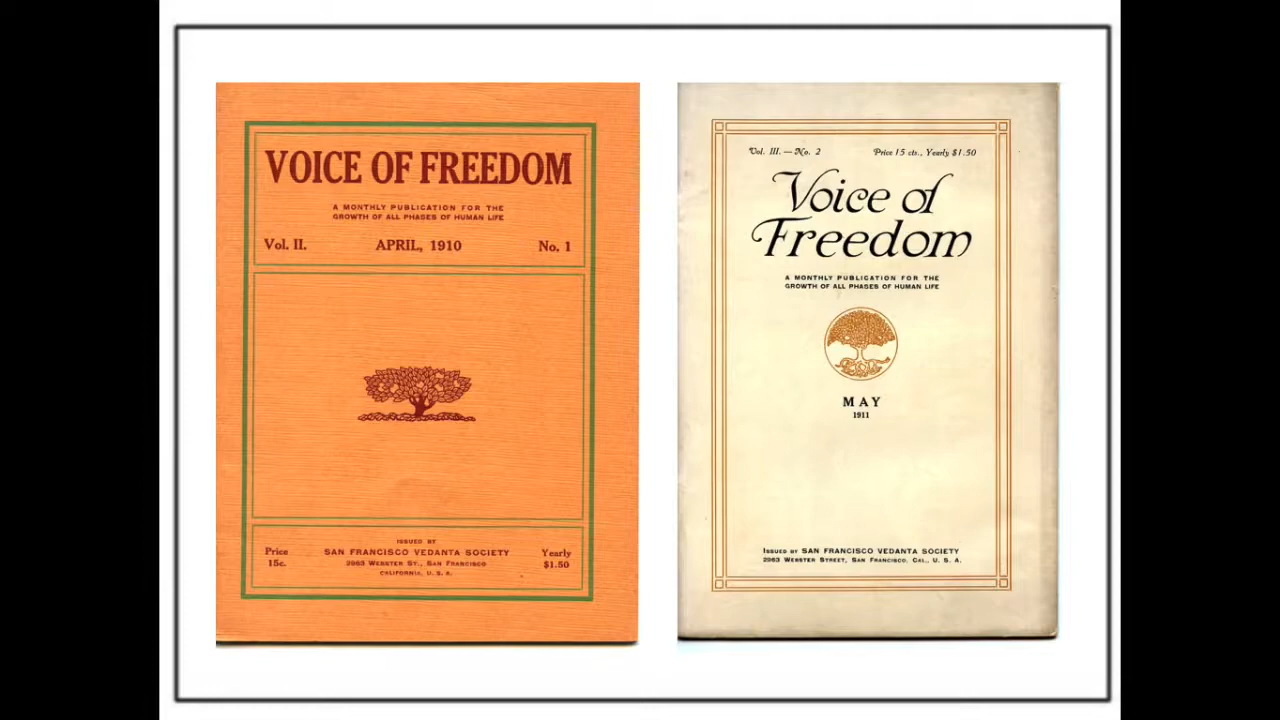 VOICE OF FREEDOM
A MONTHLY PUBLICATION FOR THE
GROWTH OF ALL PHASES OF HUMAN LIFE
Vol. II. APRIL, 1910 No. 1
ISSUED BY
Price SAN FRANCISCO VEDANTA SOCIETY Yearly
15c. 2963 WEBSTER ST., SAN FRANCISCO $1.50
CALIFORNIA, U. S. A.
Vol. III. — No. 2 Price 15 cts., Yearly $1.50
Voice of
Freedom
A MONTHLY PUBLICATION FOR THE
GROWTH OF ALL PHASES OF HUMAN LIFE
MAY
1911
ISSUED BY SAN FRANCISCO VEDANTA SOCIETY
2963 WEBSTER STREET, SAN FRANCISCO, CAL., U. S. A.